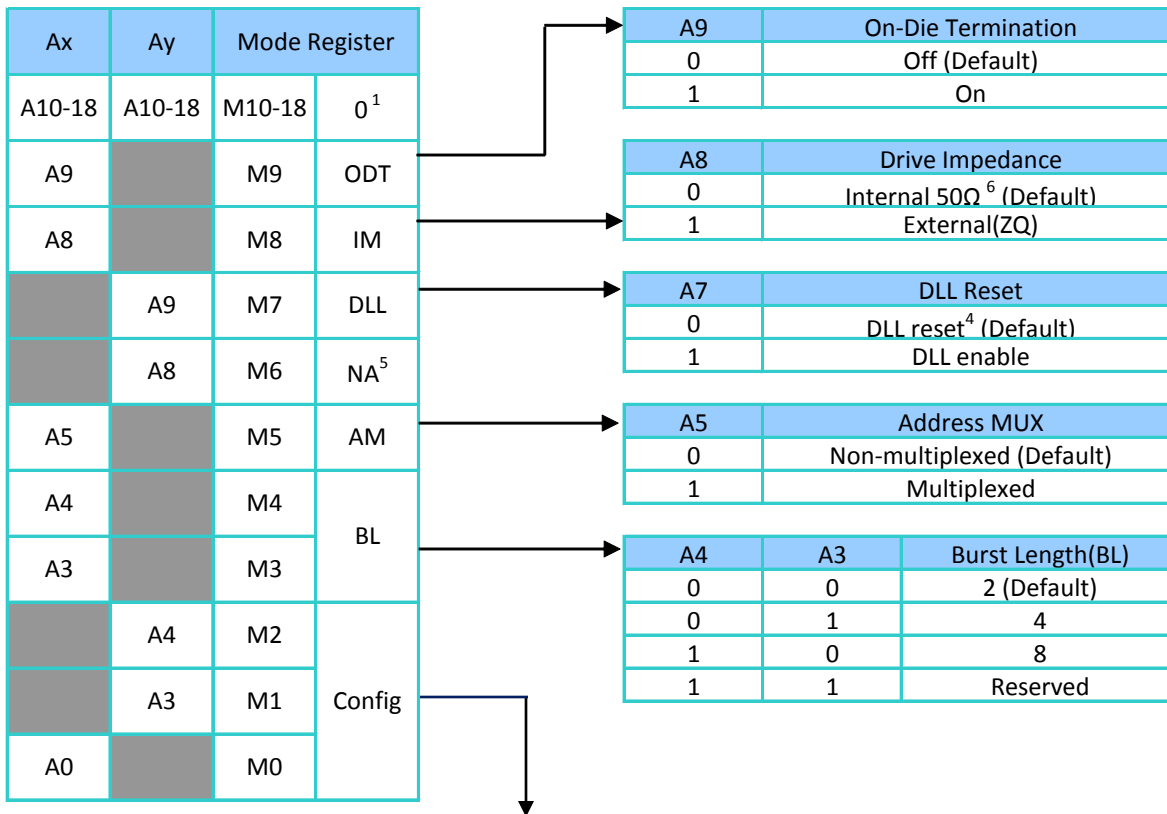 Ax Ay Mode Register
A10-18 A10-18 M10-18 0¹
A9 M9 ODT
A8 M8 IM
A9 M7 DLL
A8 M6 NA⁵
A5 M5 AM
A4 M4
BL
A3 M3
A4 M2
A3 M1 Config
A0 M0
A9 On-Die Termination
0 Off (Default)
1 On
A8 Drive Impedance
0 Internal 50Ω ⁶ (Default)
1 External(ZQ)
A7 DLL Reset
0 DLL reset⁴ (Default)
1 DLL enable
A5 Address MUX
0 Non-multiplexed (Default)
1 Multiplexed
A4 A3 Burst Length(BL)
0 0 2 (Default)
0 1 4
1 0 8
1 1 Reserved